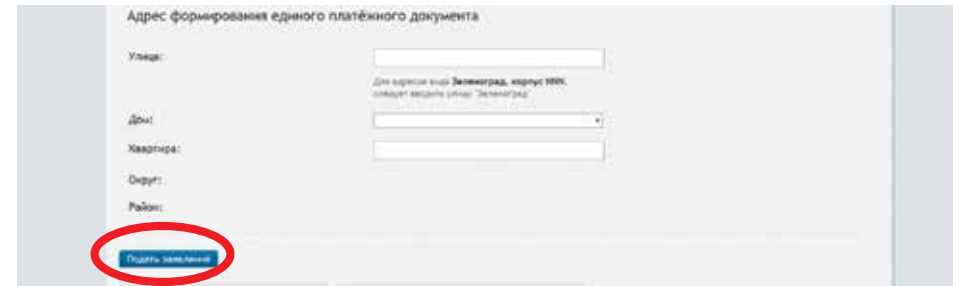 Адрес формирования единого платёжного документа
Улица:
Для адресов вида Зеленоград, корпус NNN,
следует вводить улицу "Зеленоград"
Дом:
Квартира:
Округ:
Район:
Подать заявление